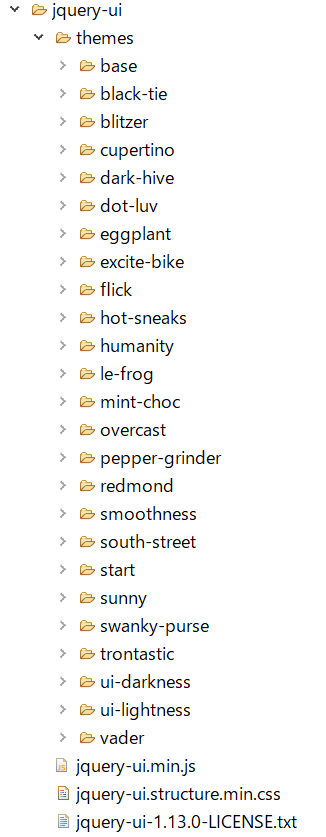 jquery-ui
themes
base
black-tie
blitzer
cupertino
dark-hive
dot-luv
eggplant
excite-bike
flick
hot-sneaks
humanity
le-frog
mint-choc
overcast
pepper-grinder
redmond
smoothness
south-street
start
sunny
swanky-purse
trontastic
ui-darkness
ui-lightness
vader
jquery-ui.min.js
jquery-ui.structure.min.css
jquery-ui-1.13.0-LICENSE.txt